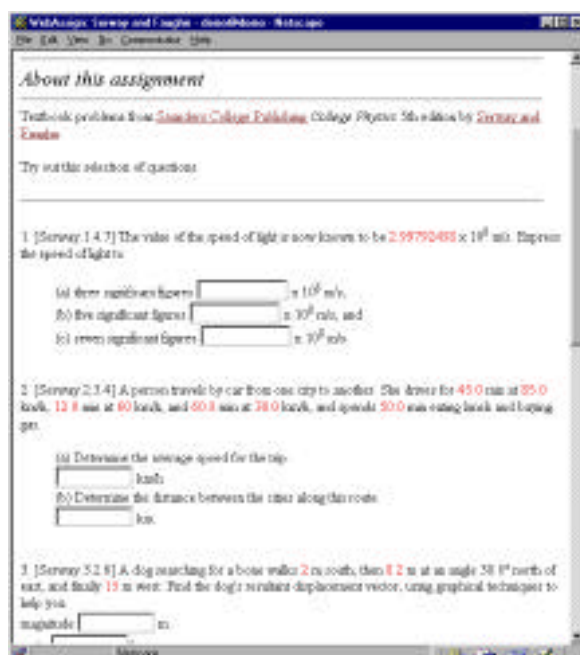 WebAssign: Serway and Faughn - demo@demo - Netscape
File Edit View Go Communicator Help
About this assignment
Textbook problems from Saunders College Publishing College Physics 5th edition by Serway and
Faughn
Try out this selection of questions
1. [Serway 1.4.7] The value of the speed of light is now known to be 2.99792458 x 10⁸ m/s. Express
the speed of light to
(a) three significant figures x 10⁸ m/s,
(b) five significant figures x 10⁸ m/s, and
(c) seven significant figures x 10⁸ m/s
2. [Serway 2.3.4] A person travels by car from one city to another. She drives for 45.0 min at 85.0
km/h, 12.0 min at 60 km/h, and 60.0 min at 38.0 km/h, and spends 50.0 min eating lunch and buying
gas.
(a) Determine the average speed for the trip
km/h
(b) Determine the distance between the cities along this route
km
3. [Serway 3.2.8] A dog searching for a bone walks 2 m south, then 8.2 m at an angle 38.0° north of
east, and finally 15 m west. Find the dog's resultant displacement vector, using graphical techniques to
help you
magnitude m
Netscape